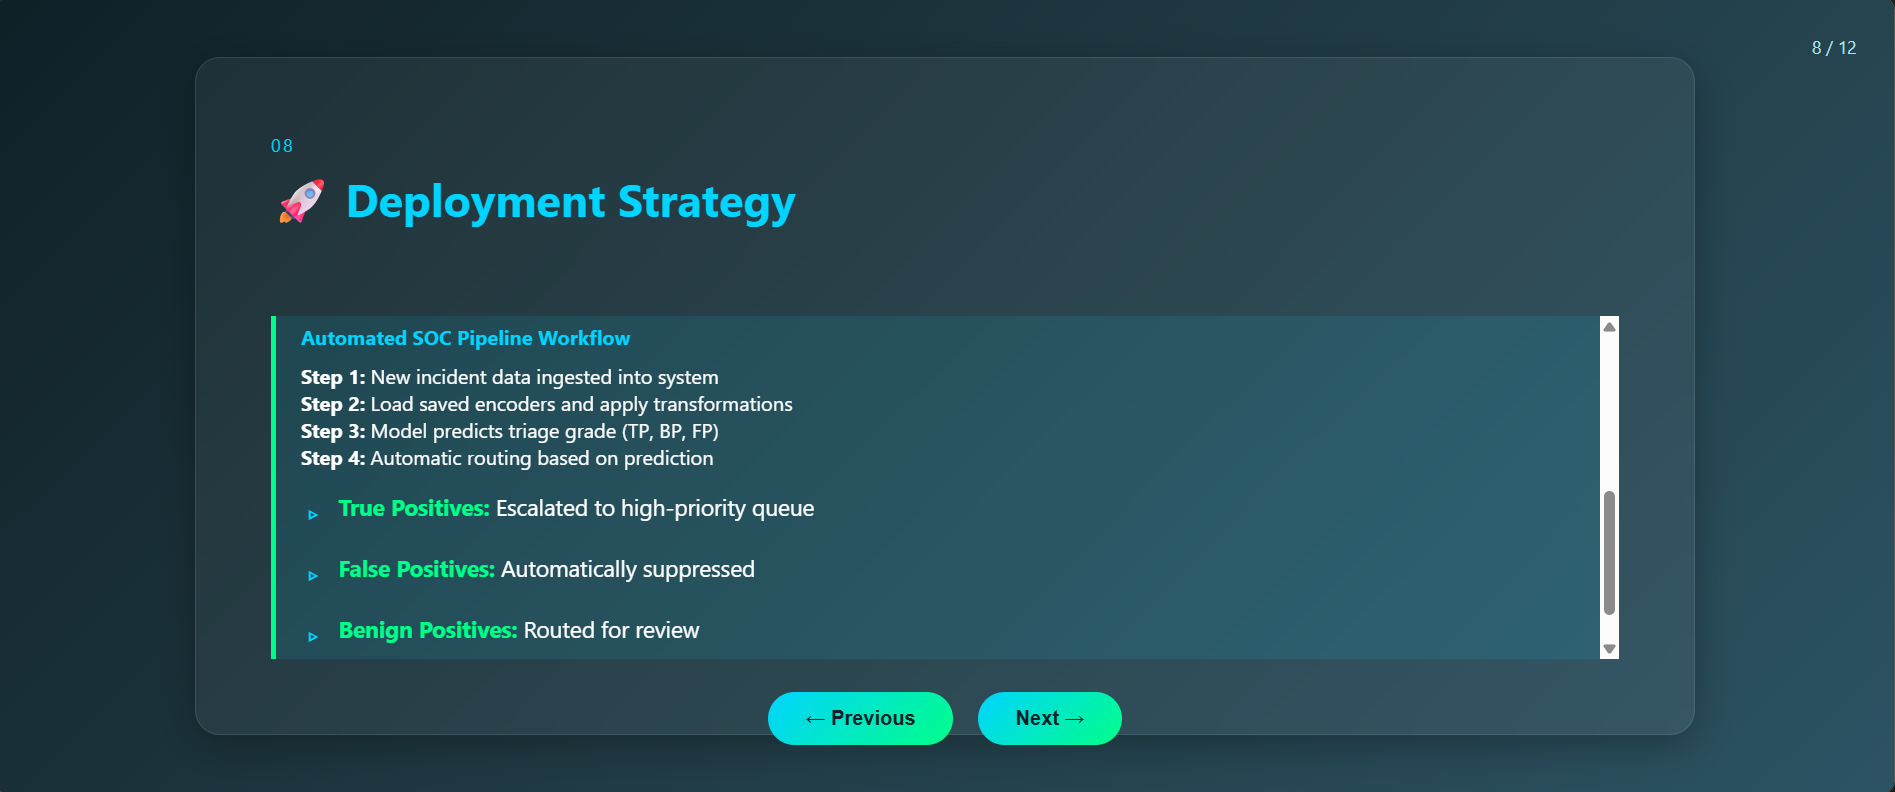 8 / 12
08
🚀 Deployment Strategy
Automated SOC Pipeline Workflow
Step 1: New incident data ingested into system
Step 2: Load saved encoders and apply transformations
Step 3: Model predicts triage grade (TP, BP, FP)
Step 4: Automatic routing based on prediction
▹ True Positives: Escalated to high-priority queue
▹ False Positives: Automatically suppressed
▹ Benign Positives: Routed for review
← Previous
Next →